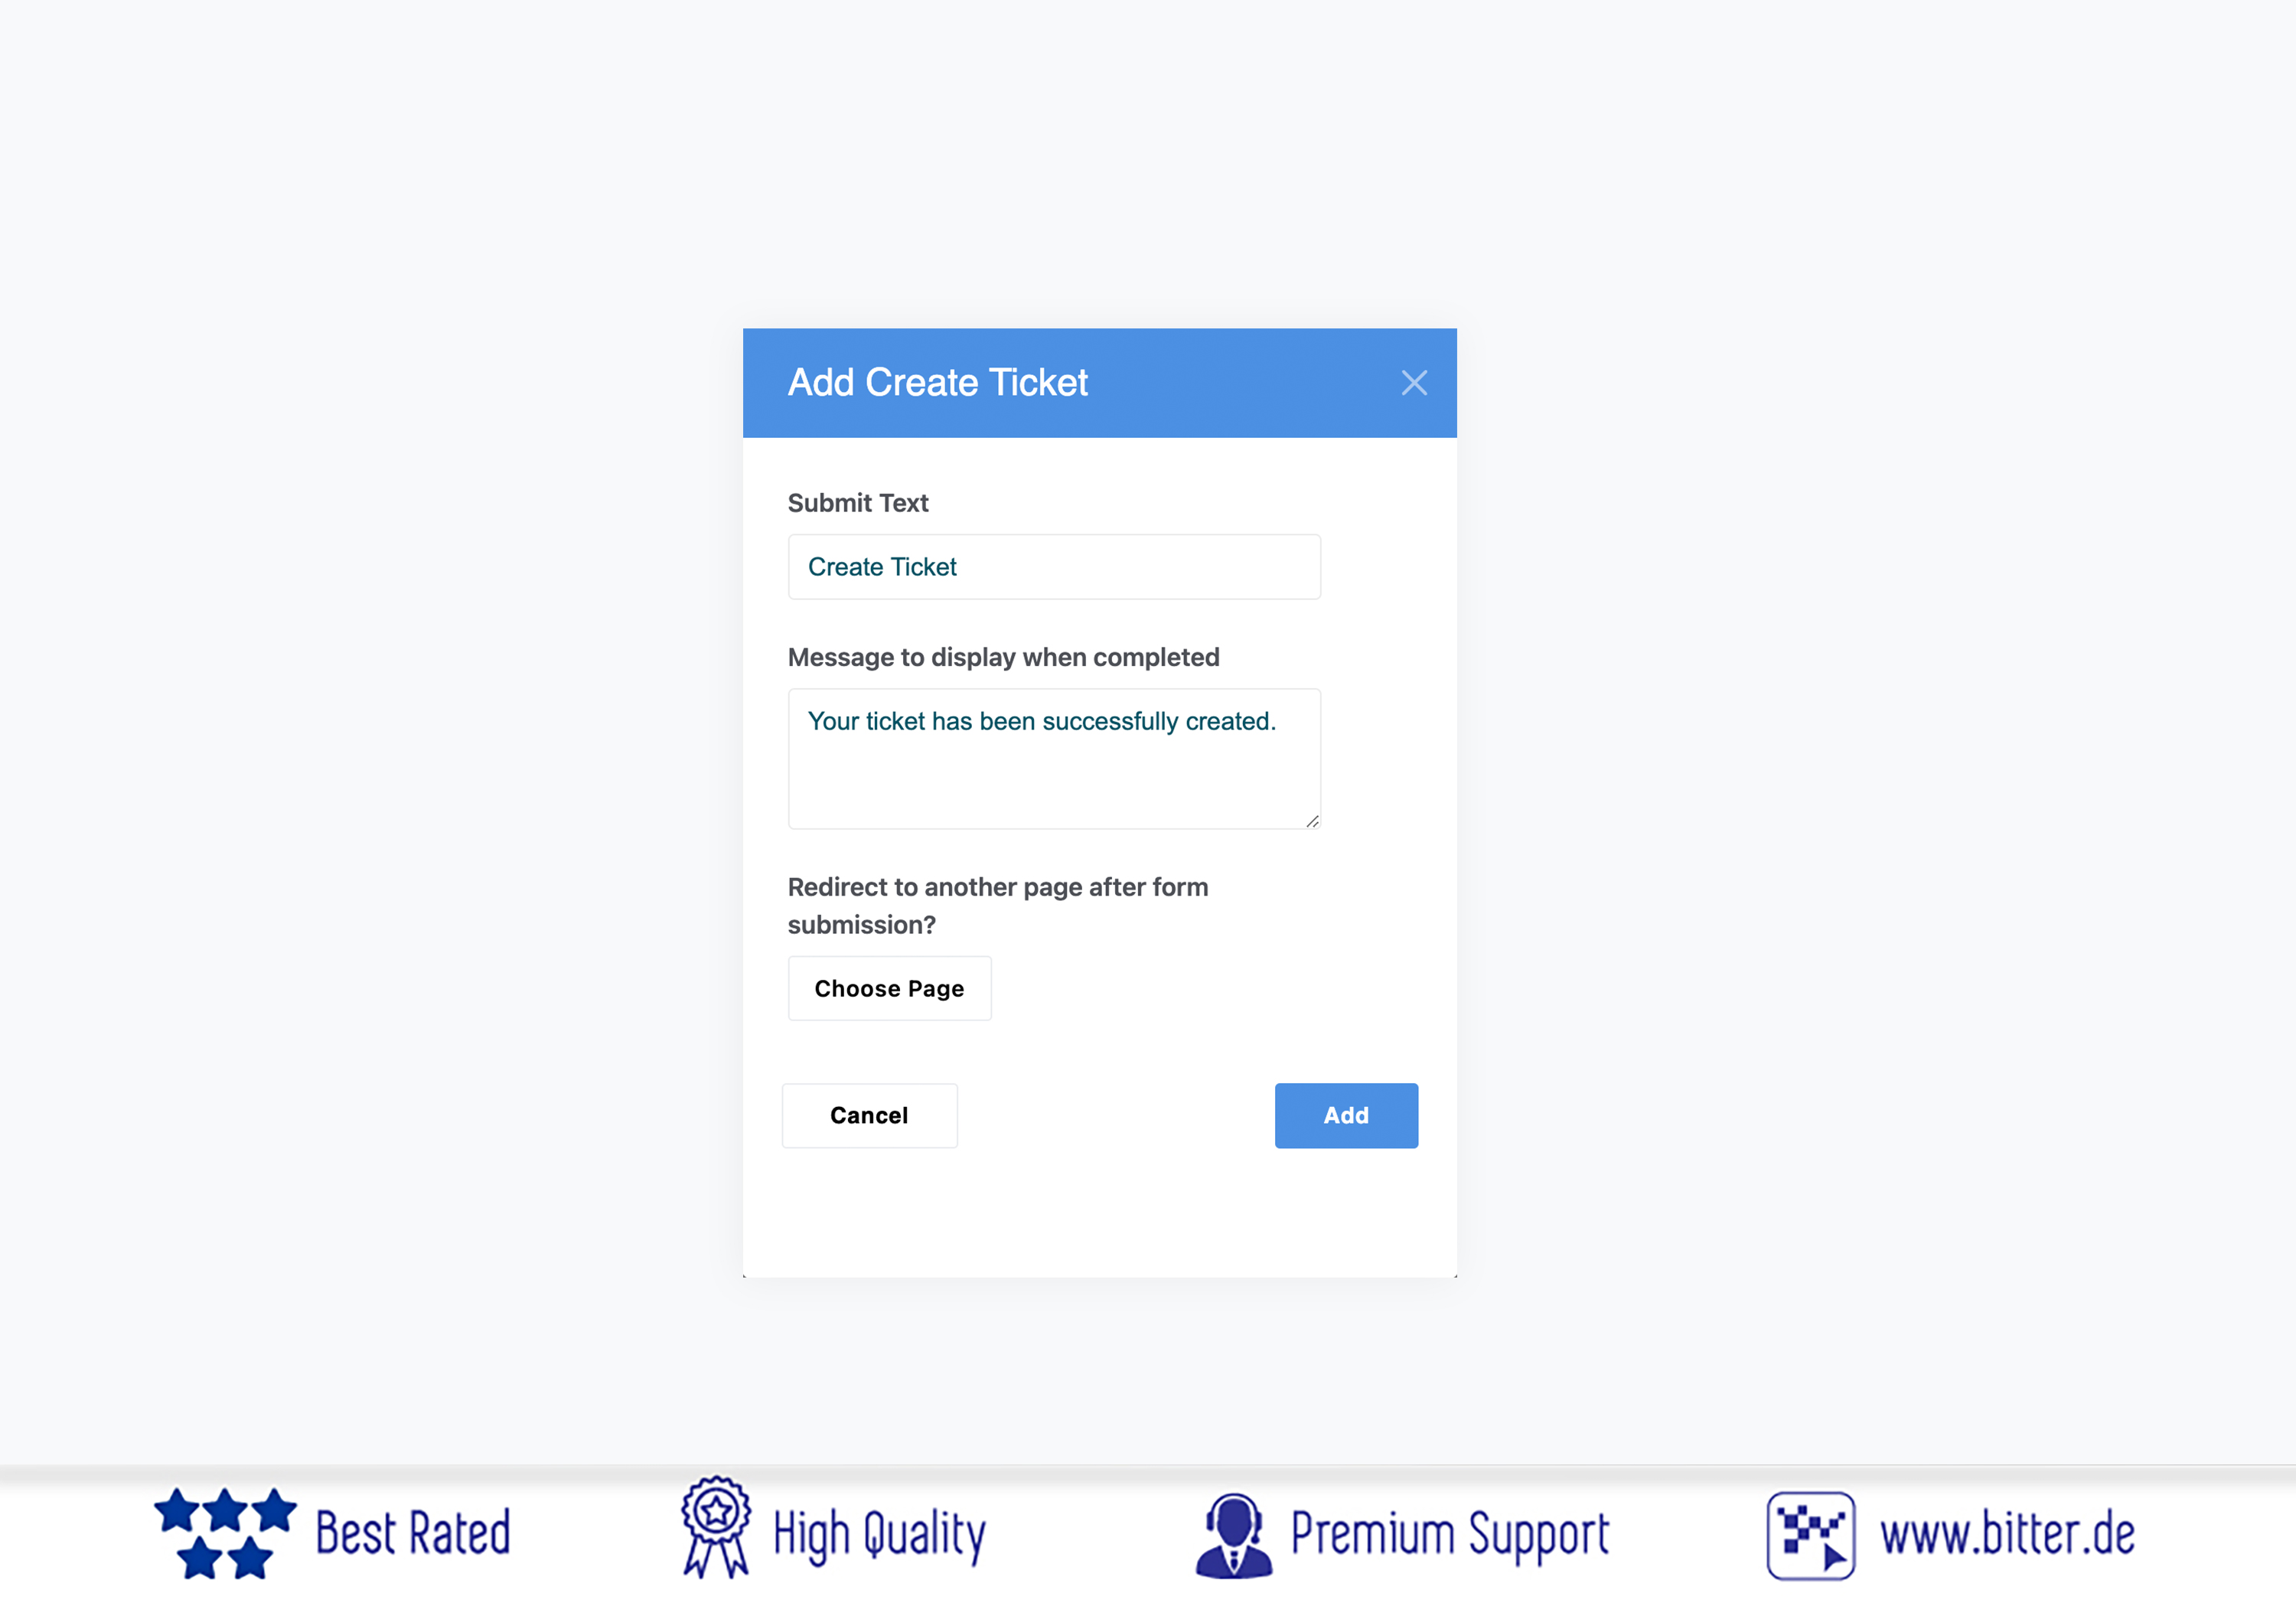 Add Create Ticket
Submit Text
Create Ticket
Message to display when completed
Your ticket has been successfully created.
Redirect to another page after form
submission?
Choose Page
Cancel
Add
Best Rated
High Quality
Premium Support
www.bitter.de